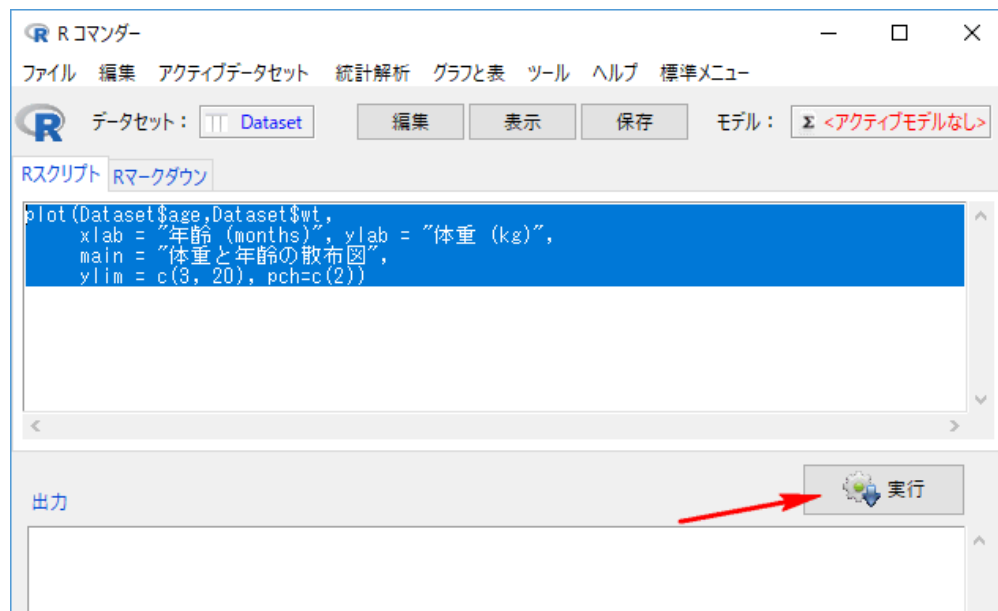 R コマンダー
ファイル 編集 アクティブデータセット 統計解析 グラフと表 ツール ヘルプ 標準メニュー
R データセット： Dataset 編集 表示 保存 モデル： Σ <アクティブモデルなし>
Rスクリプト Rマークダウン
plot(Dataset$age,Dataset$wt,
xlab = "年齢 (months)", ylab = "体重 (kg)",
main = "体重と年齢の散布図",
ylim = c(3, 20), pch=c(2))
実行
出力